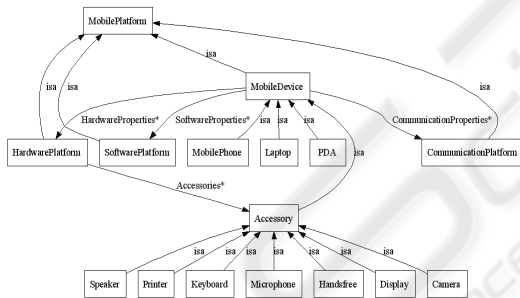 MobilePlatform
isa
isa
isa
isa
MobileDevice
HardwareProperties*
SoftwareProperties*
isa
isa
isa
CommunicationProperties*
HardwarePlatform
SoftwarePlatform
MobilePhone
Laptop
PDA
isa
CommunicationPlatform
Accessories*
Accessory
isa
isa
isa
isa
isa
isa
isa
Speaker
Printer
Keyboard
Microphone
Handsfree
Display
Camera